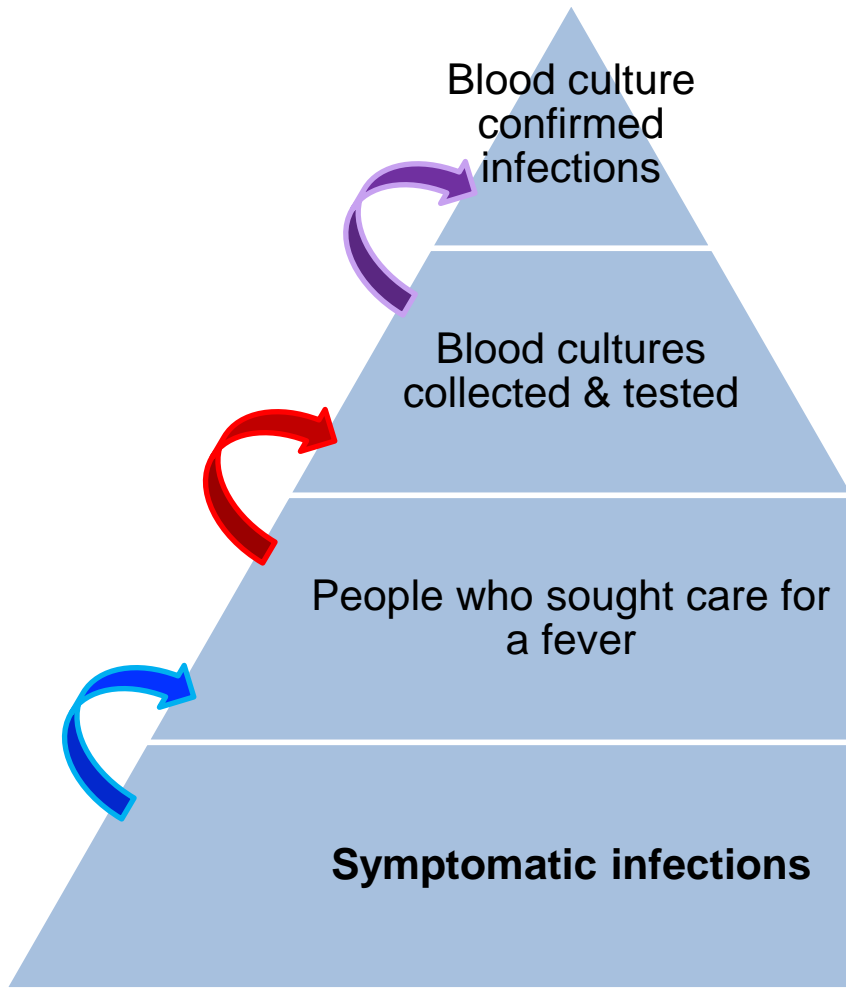 Blood culture
confirmed
infections
Blood cultures
collected & tested
People who sought care for
a fever
Symptomatic infections